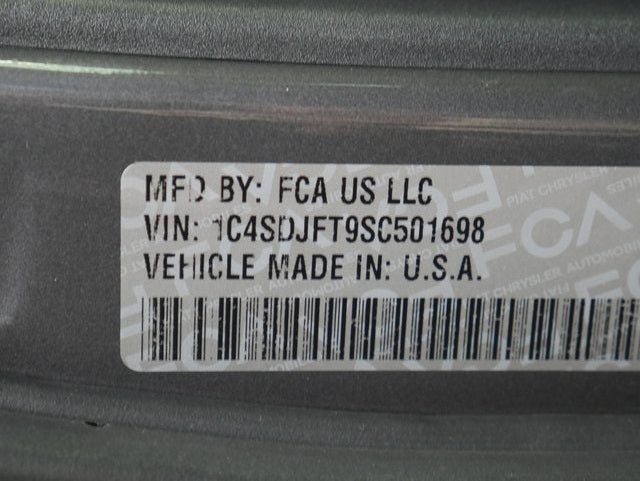 MFD BY: FCA US LLC
VIN: 1C4SDJFT9SC501698
VEHICLE MADE IN: U.S.A.